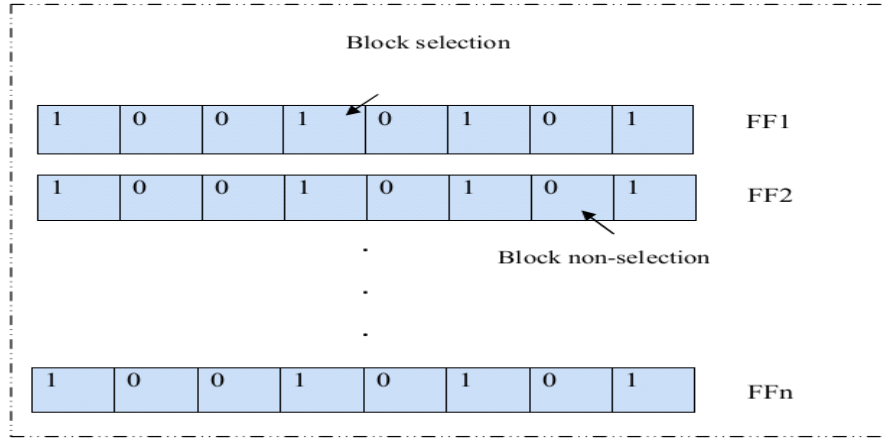 Block selection
1 0 0 1 0 1 0 1 FF1
1 0 0 1 0 1 0 1 FF2
Block non-selection
1 0 0 1 0 1 0 1 FFn